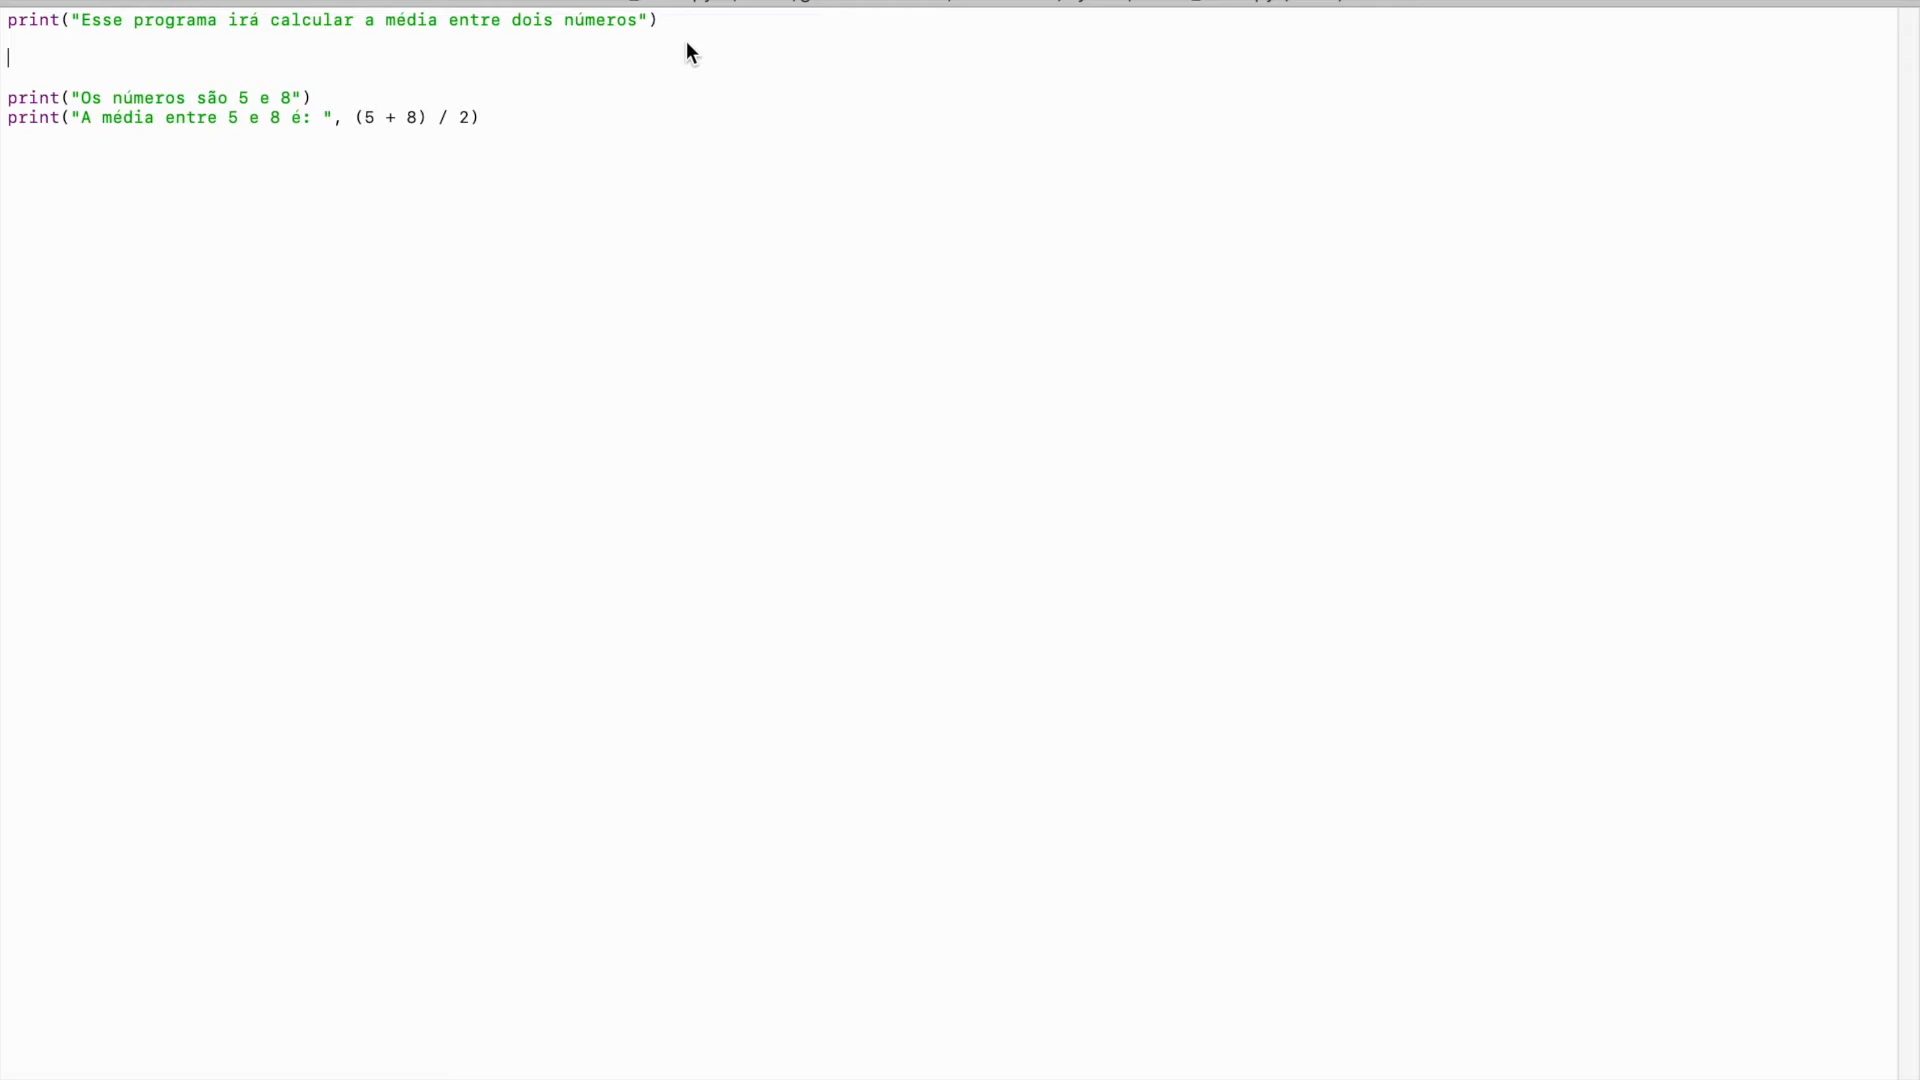 print("Esse programa irá calcular a média entre dois números")
print("Os números são 5 e 8")
print("A média entre 5 e 8 é: ", (5 + 8) / 2)